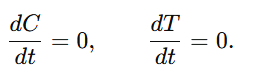 dC/dt = 0, dT/dt = 0.